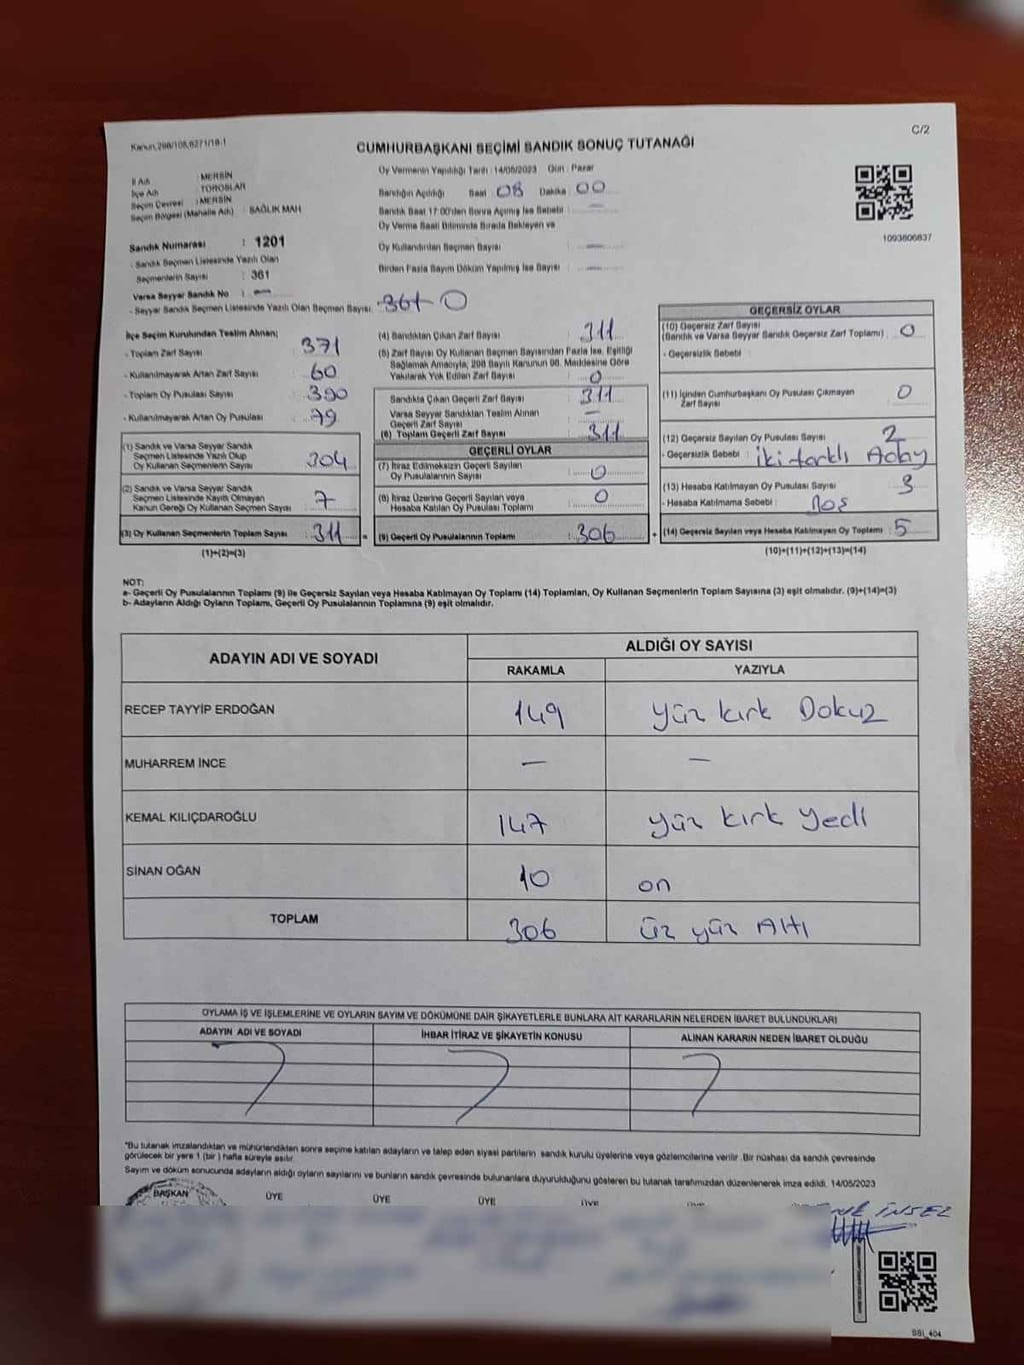 C/2
Kanun,298/108,6271/19-1
CUMHURBAŞKANI SEÇİMİ SANDIK SONUÇ TUTANAĞI
İl Adı : MERSİN
İlçe Adı : TOROSLAR
Seçim Çevresi : MERSİN
Seçim Bölgesi (Mahalle Adı) : SAĞLIK MAH
Sandık Numarası : 1201
- Sandık Seçmen Listesinde Yazılı Olan
Seçmenlerin Sayısı : 361
Varsa Seyyar Sandık No : —
- Seyyar Sandık Seçmen Listesinde Yazılı Olan Seçmen Sayısı: 361+0
Oy Vermenin Yapıldığı Tarih : 14/05/2023 Gün : Pazar
Sandığın Açıldığı Saat 08 Dakika 00
Sandık Saat 17:00'den Sonra Açılmış İse Sebebi : —
Oy Verme Saati Bitiminde Sırada Bekleyen ve
Oy Kullandırılan Seçmen Sayısı : —
Birden Fazla Sayım Döküm Yapılmış İse Sayısı : —
1093806837
İlçe Seçim Kurulundan Teslim Alınan;
- Toplam Zarf Sayısı : 371
- Kullanılmayarak Artan Zarf Sayısı : 60
- Toplam Oy Pusulası Sayısı : 390
- Kullanılmayarak Artan Oy Pusulası : 79
(1) Sandık ve Varsa Seyyar Sandık
Seçmen Listesinde Yazılı Olup
Oy Kullanan Seçmenlerin Sayısı : 304
(2) Sandık ve Varsa Seyyar Sandık
Seçmen Listesinde Kayıtlı Olmayan
Kanun Gereği Oy Kullanan Seçmen Sayısı : 7
(3) Oy Kullanan Seçmenlerin Toplam Sayısı : 311
(1)+(2)=(3)
(4) Sandıktan Çıkan Zarf Sayısı : 311
(5) Zarf Sayısı Oy Kullanan Seçmen Sayısından Fazla İse, Eşitliği
Sağlamak Amacıyla, 298 Sayılı Kanunun 98. Maddesine Göre
Yakılarak Yok Edilen Zarf Sayısı : 0
Sandıkta Çıkan Geçerli Zarf Sayısı : 311
Varsa Seyyar Sandıktan Teslim Alınan
Geçerli Zarf Sayısı : —
(6) Toplam Geçerli Zarf Sayısı : 311
GEÇERLİ OYLAR
(7) İtiraz Edilmeksizin Geçerli Sayılan
Oy Pusulalarının Sayısı : 0
(8) İtiraz Üzerine Geçerli Sayılan veya
Hesaba Katılan Oy Pusulası Toplamı : 0
(9) Geçerli Oy Pusulalarının Toplamı : 306
GEÇERSİZ OYLAR
(10) Geçersiz Zarf Sayısı
(Sandık ve Varsa Seyyar Sandık Geçersiz Zarf Toplamı) : 0
- Geçersizlik Sebebi :
(11) İçinden Cumhurbaşkanı Oy Pusulası Çıkmayan
Zarf Sayısı : 0
(12) Geçersiz Sayılan Oy Pusulası Sayısı : 2
- Geçersizlik Sebebi : iki farklı Aday
(13) Hesaba Katılmayan Oy Pusulası Sayısı : 3
- Hesaba Katılmama Sebebi : Boş
(14) Geçersiz Sayılan veya Hesaba Katılmayan Oy Toplamı : 5
(10)+(11)+(12)+(13)=(14)
NOT:
a- Geçerli Oy Pusulalarının Toplamı (9) ile Geçersiz Sayılan veya Hesaba Katılmayan Oy Toplamı (14) Toplamları, Oy Kullanan Seçmenlerin Toplam Sayısına (3) eşit olmalıdır. (9)+(14)=(3)
b- Adayların Aldığı Oyların Toplamı, Geçerli Oy Pusulalarının Toplamına (9) eşit olmalıdır.
ADAYIN ADI VE SOYADI
ALDIĞI OY SAYISI
RAKAMLA YAZIYLA
RECEP TAYYİP ERDOĞAN 149 yüz kırk Dokuz
MUHARREM İNCE — —
KEMAL KILIÇDAROĞLU 147 yüz kırk yedi
SİNAN OĞAN 10 on
TOPLAM 306 üz yüz Altı
OYLAMA İŞ VE İŞLEMLERİNE VE OYLARIN SAYIM VE DÖKÜMÜNE DAİR ŞİKAYETLERLE BUNLARA AİT KARARLARIN NELERDEN İBARET BULUNDUKLARI
ADAYIN ADI VE SOYADI İHBAR İTİRAZ VE ŞİKAYETİN KONUSU ALINAN KARARIN NEDEN İBARET OLDUĞU
*Bu tutanak imzalandıktan ve mühürlendikten sonra seçime katılan adayların ve talep eden siyasi partilerin sandık kurulu üyelerine veya gözlemcilerine verilir. Bir nüshası da sandık çevresinde
görülecek bir yere 1 (bir) hafta süreyle asılır.
Sayım ve döküm sonucunda adayların aldığı oyların sayılarını ve bunların sandık çevresinde bulunanlara duyurulduğunu gösteren bu tutanak tarafımızdan düzenlenerek imza edildi. 14/05/2023
BAŞKAN ÜYE ÜYE ÜYE ÜYE
İNSEL
SSİ_404